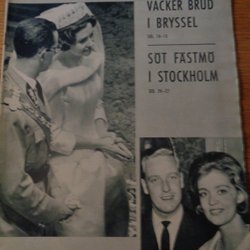 VACKER BRUD
I BRYSSEL
SÖT FÄSTMÖ
I STOCKHOLM